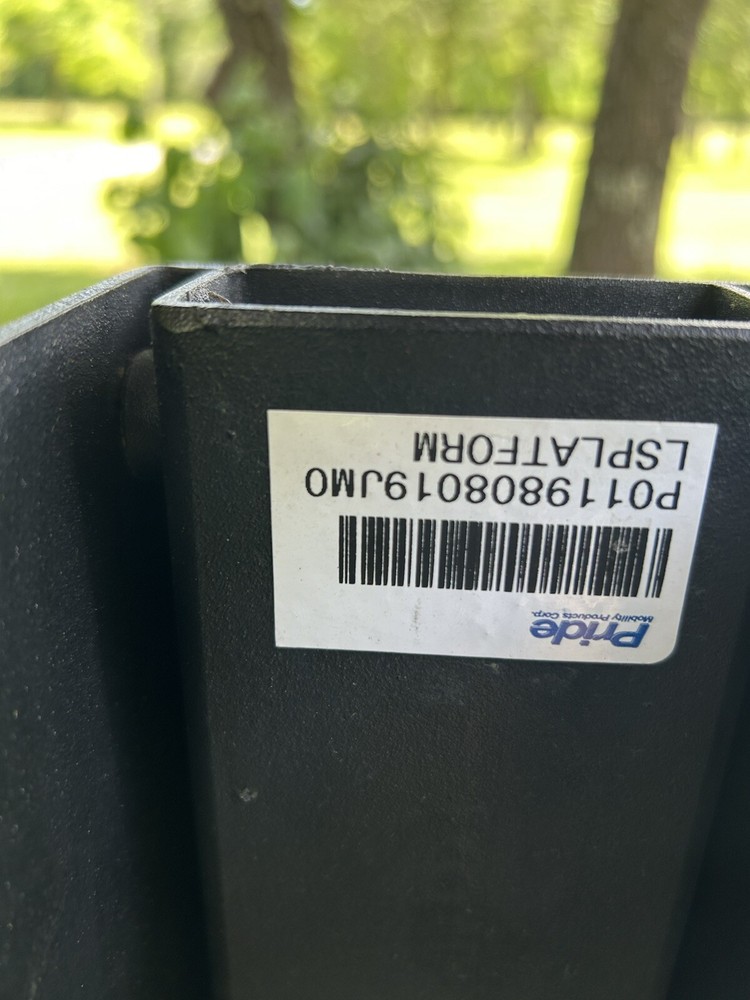 Pride
Mobility Products Corp.
P0119808019JM0
LSPLATFORM